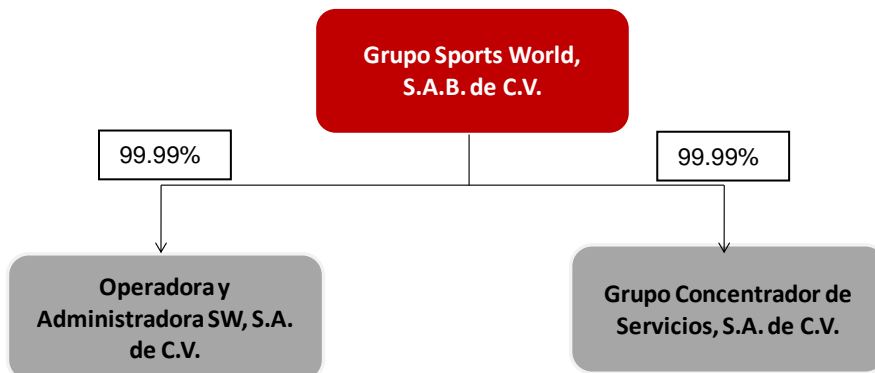 Grupo Sports World,
S.A.B. de C.V.
99.99%
99.99%
Operadora y
Administradora SW, S.A.
de C.V.
Grupo Concentrador de
Servicios, S.A. de C.V.